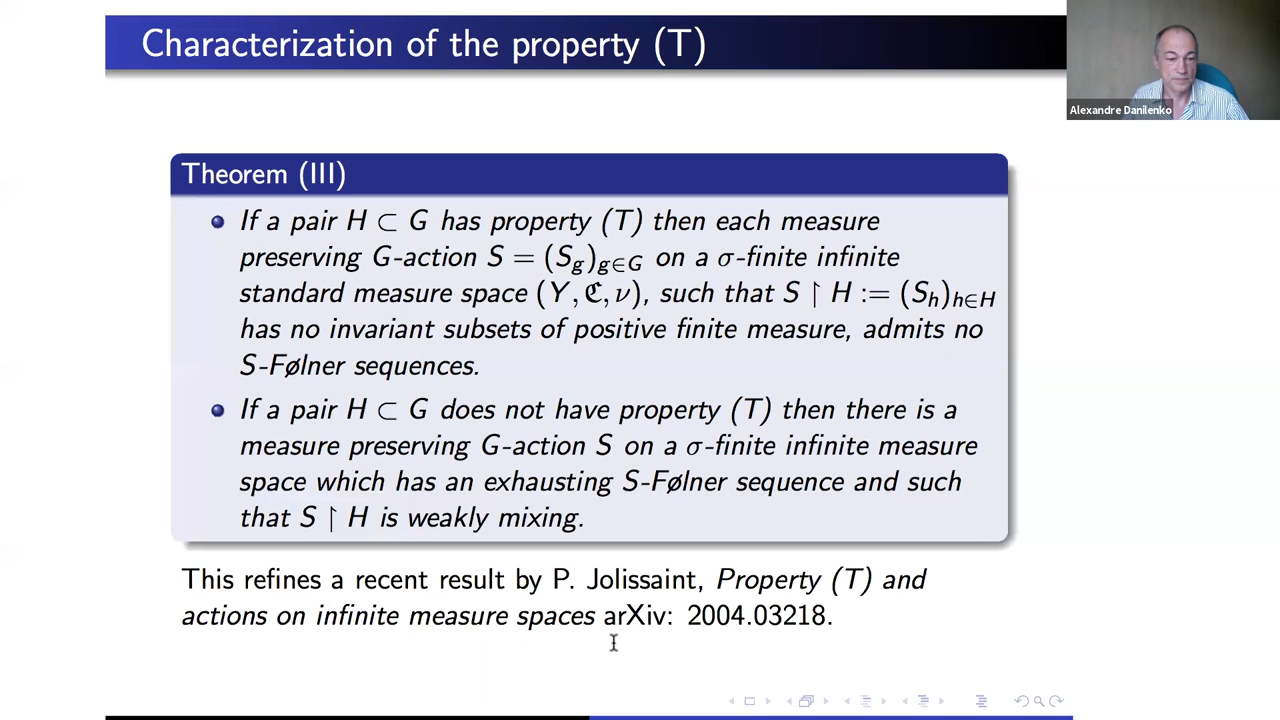 Characterization of the property (T)
Alexandre Danilenko
Theorem (III)
If a pair H ⊂ G has property (T) then each measure
preserving G-action S = (S_g)_{g∈G} on a σ-finite infinite
standard measure space (Y, ℭ, ν), such that S ↾ H := (S_h)_{h∈H}
has no invariant subsets of positive finite measure, admits no
S-Følner sequences.
If a pair H ⊂ G does not have property (T) then there is a
measure preserving G-action S on a σ-finite infinite measure
space which has an exhausting S-Følner sequence and such
that S ↾ H is weakly mixing.
This refines a recent result by P. Jolissaint, Property (T) and
actions on infinite measure spaces arXiv: 2004.03218.